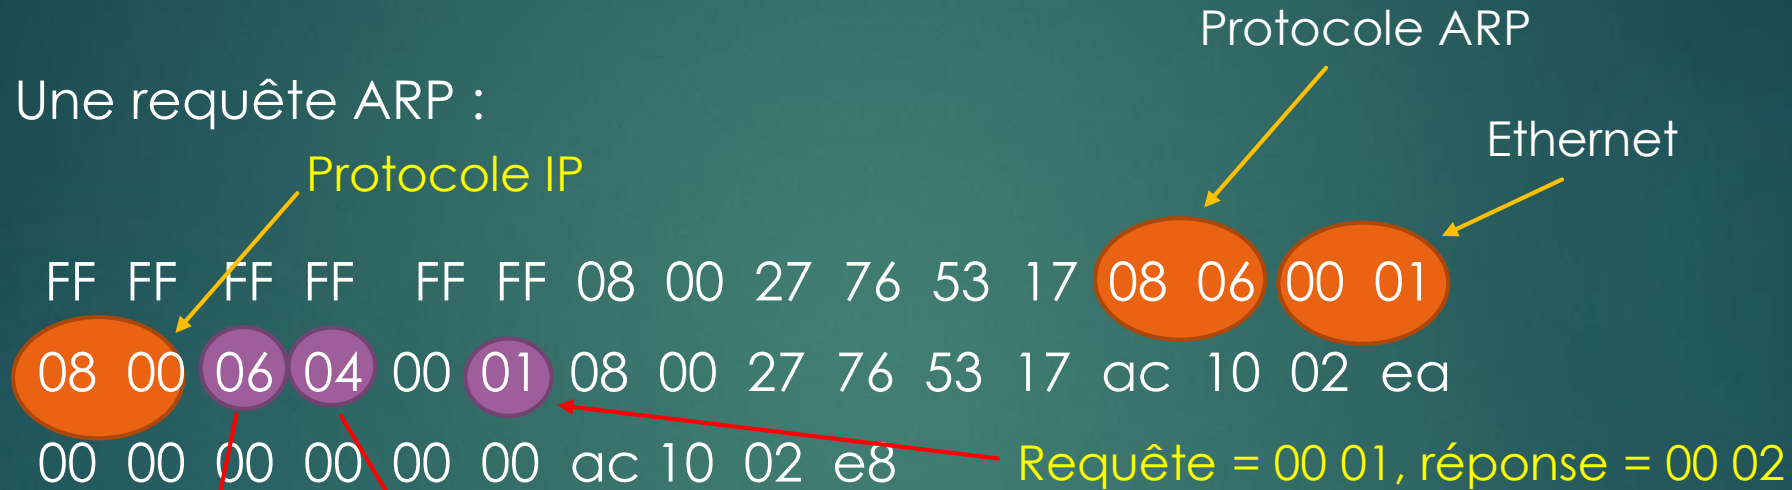 Protocole ARP
Une requête ARP :
Ethernet
Protocole IP
FF FF FF FF FF FF 08 00 27 76 53 17 08 06 00 01
08 00 06 04 00 01 08 00 27 76 53 17 ac 10 02 ea
00 00 00 00 00 00 ac 10 02 e8
Requête = 00 01, réponse = 00 02